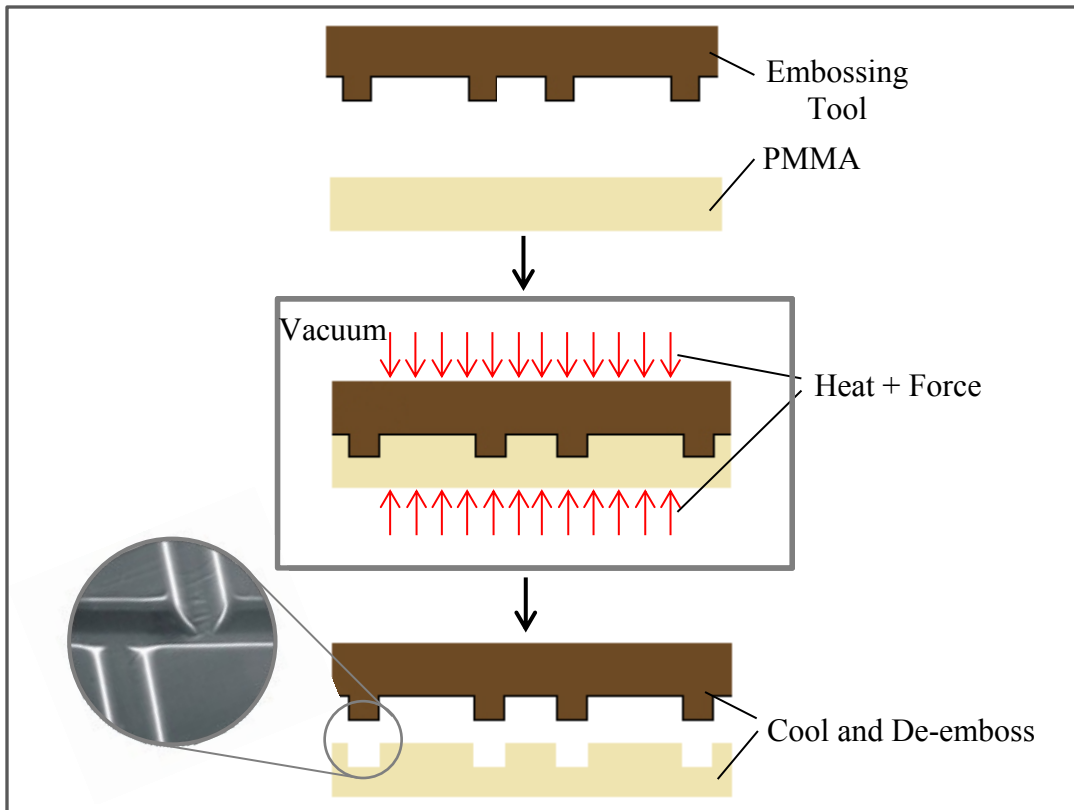 Embossing
Tool
PMMA
Vacuum
Heat + Force
Cool and De-emboss